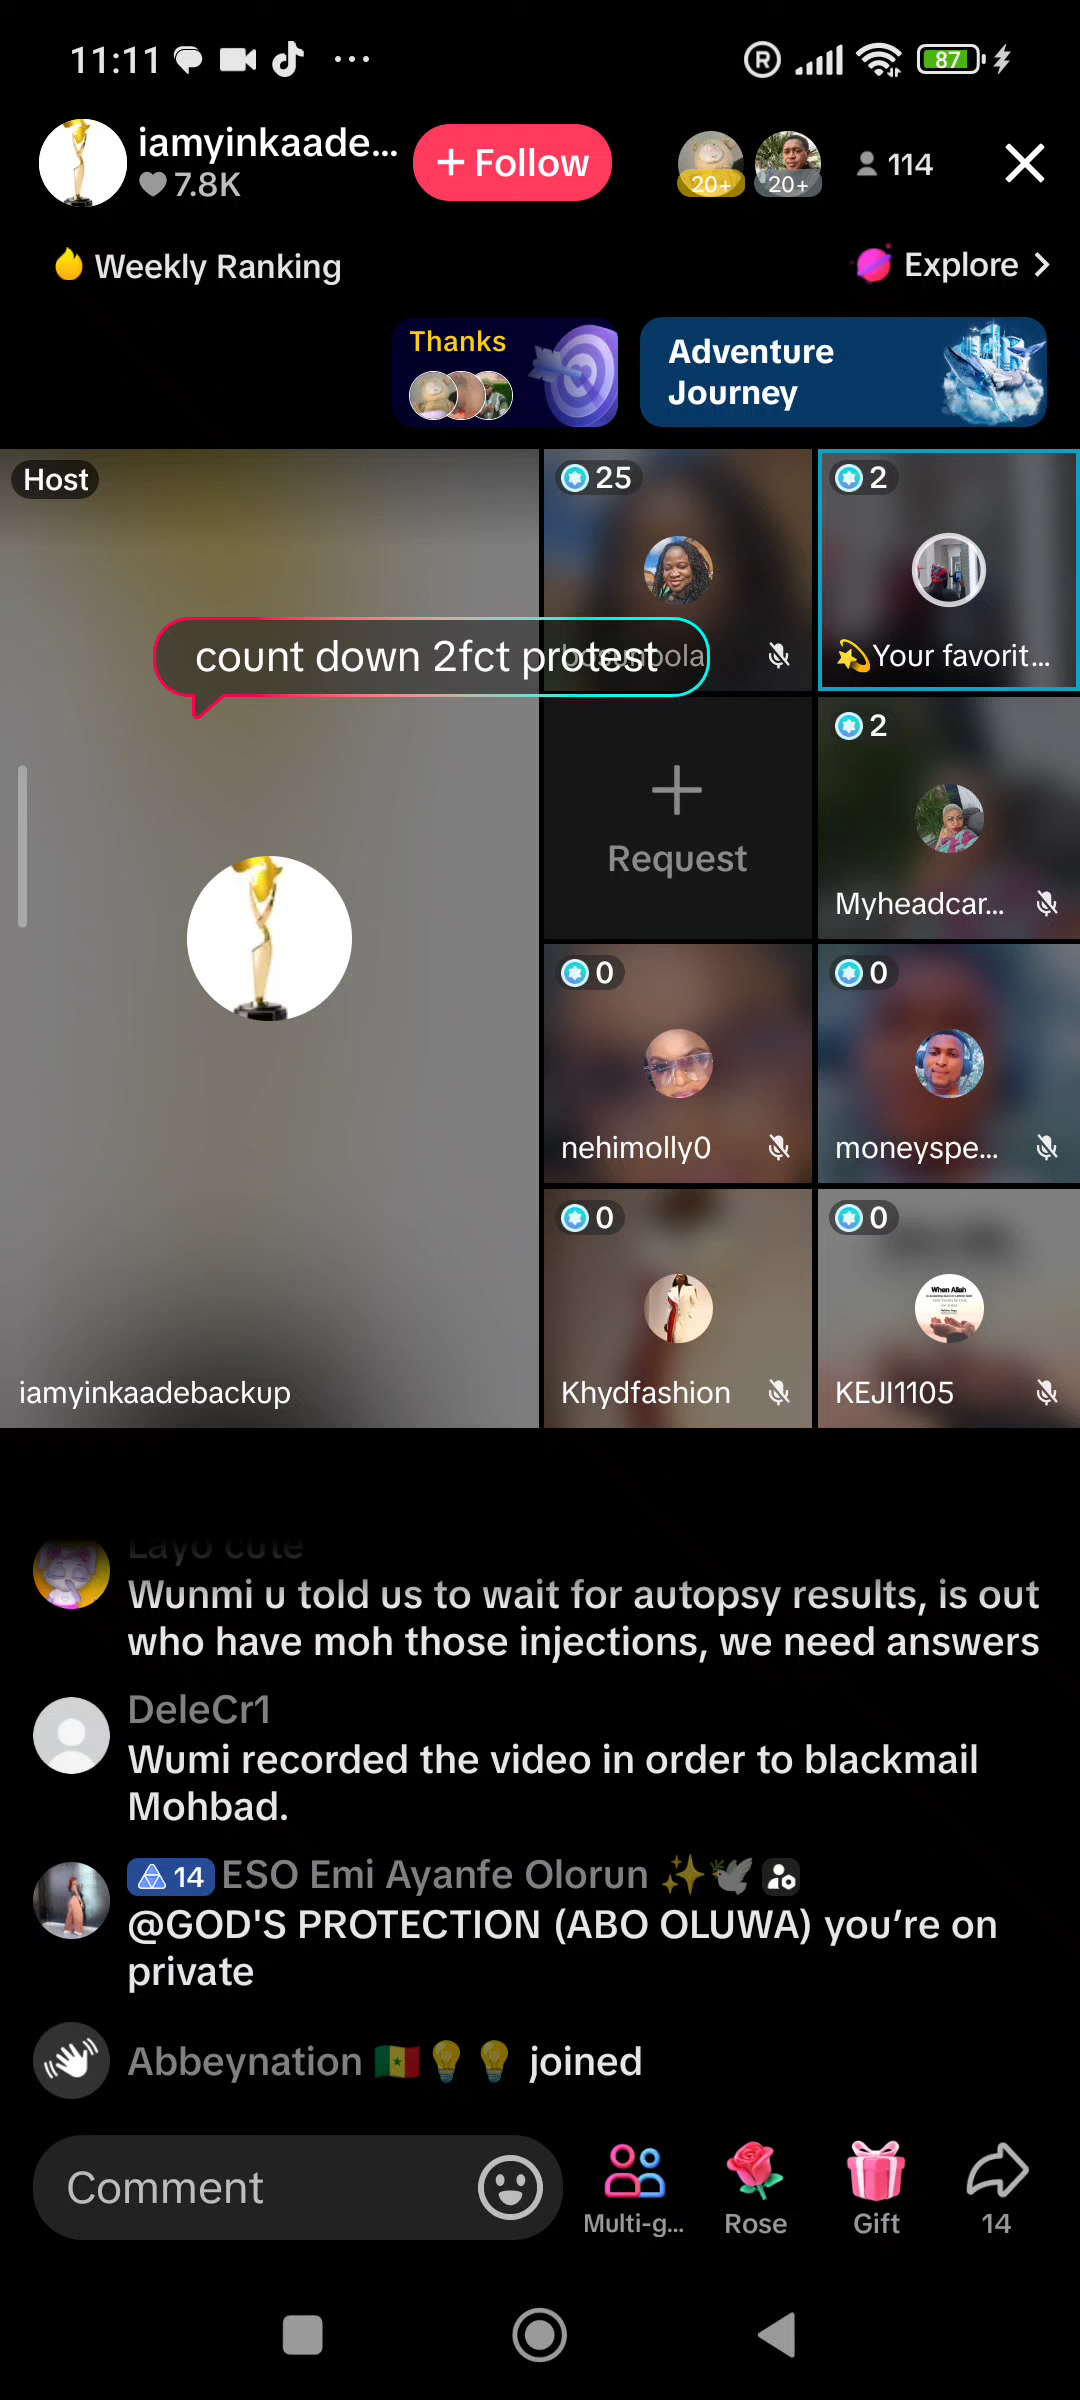 11:11
R
87
iamyinkaade...
7.8K
+ Follow
20+
20+
114
Weekly Ranking
Explore
Thanks
Adventure
Journey
Host
25
2
count down 2fct protest
Your favorit...
2
Request
Myheadcar...
0
0
nehimolly0
moneyspe...
0
0
When Allah
iamyinkaadebackup
Khydfashion
KEJI1105
Layo cute
Wunmi u told us to wait for autopsy results, is out
who have moh those injections, we need answers
DeleCr1
Wumi recorded the video in order to blackmail
Mohbad.
14 ESO Emi Ayanfe Olorun ✨🕊
@GOD'S PROTECTION (ABO OLUWA) you’re on
private
Abbeynation 🇸🇳💡💡 joined
Comment
Multi-g...
Rose
Gift
14